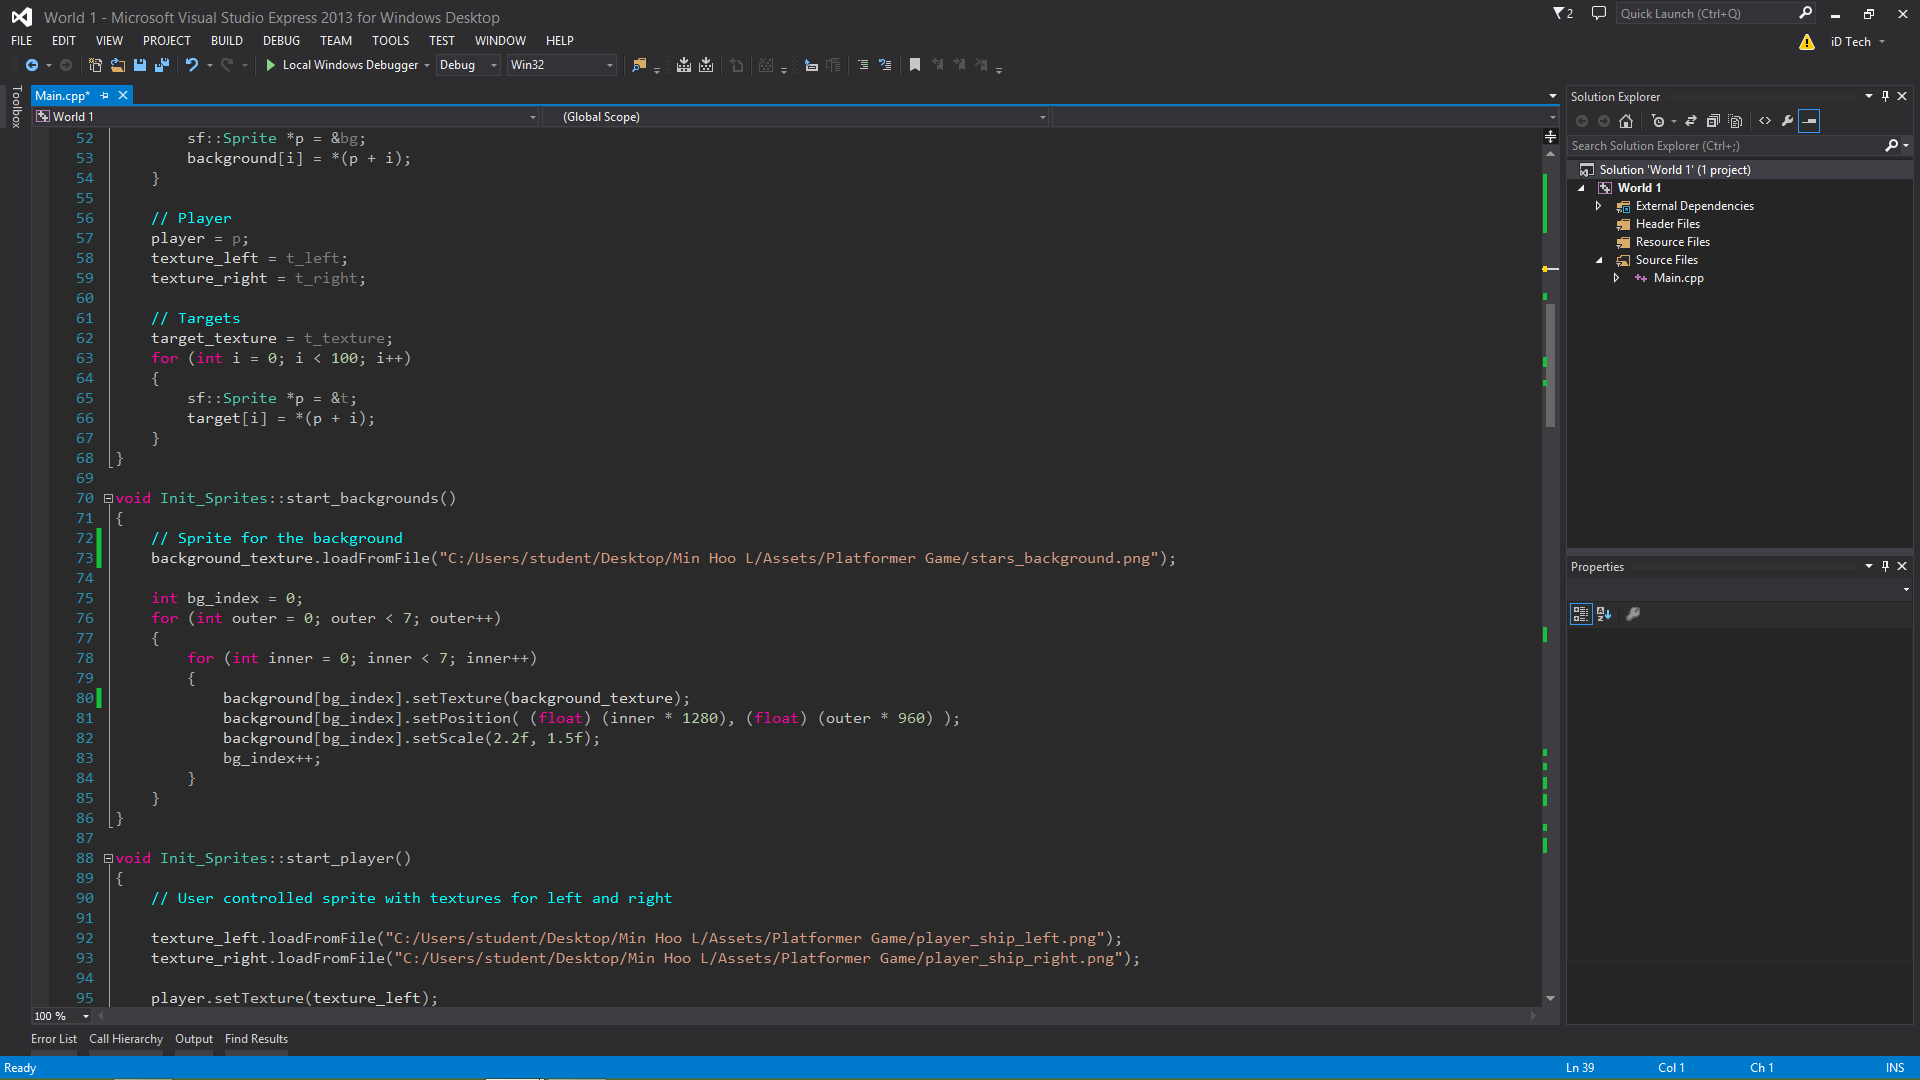 World 1 - Microsoft Visual Studio Express 2013 for Windows Desktop
2
Quick Launch (Ctrl+Q)
FILE EDIT VIEW PROJECT BUILD DEBUG TEAM TOOLS TEST WINDOW HELP
iD Tech
Local Windows Debugger Debug Win32
Toolbox
Main.cpp*
World 1 (Global Scope)
52 sf::Sprite *p = &bg;
53 background[i] = *(p + i);
54 }
55
56 // Player
57 player = p;
58 texture_left = t_left;
59 texture_right = t_right;
60
61 // Targets
62 target_texture = t_texture;
63 for (int i = 0; i < 100; i++)
64 {
65 sf::Sprite *p = &t;
66 target[i] = *(p + i);
67 }
68 }
69
70 void Init_Sprites::start_backgrounds()
71 {
72 // Sprite for the background
73 background_texture.loadFromFile("C:/Users/student/Desktop/Min Hoo L/Assets/Platformer Game/stars_background.png");
74
75 int bg_index = 0;
76 for (int outer = 0; outer < 7; outer++)
77 {
78 for (int inner = 0; inner < 7; inner++)
79 {
80 background[bg_index].setTexture(background_texture);
81 background[bg_index].setPosition( (float) (inner * 1280), (float) (outer * 960) );
82 background[bg_index].setScale(2.2f, 1.5f);
83 bg_index++;
84 }
85 }
86 }
87
88 void Init_Sprites::start_player()
89 {
90 // User controlled sprite with textures for left and right
91
92 texture_left.loadFromFile("C:/Users/student/Desktop/Min Hoo L/Assets/Platformer Game/player_ship_left.png");
93 texture_right.loadFromFile("C:/Users/student/Desktop/Min Hoo L/Assets/Platformer Game/player_ship_right.png");
94
95 player.setTexture(texture_left);
100 %
Solution Explorer
Search Solution Explorer (Ctrl+;)
Solution 'World 1' (1 project)
World 1
External Dependencies
Header Files
Resource Files
Source Files
Main.cpp
Properties
Error List Call Hierarchy Output Find Results
Ready Ln 39 Col 1 Ch 1 INS